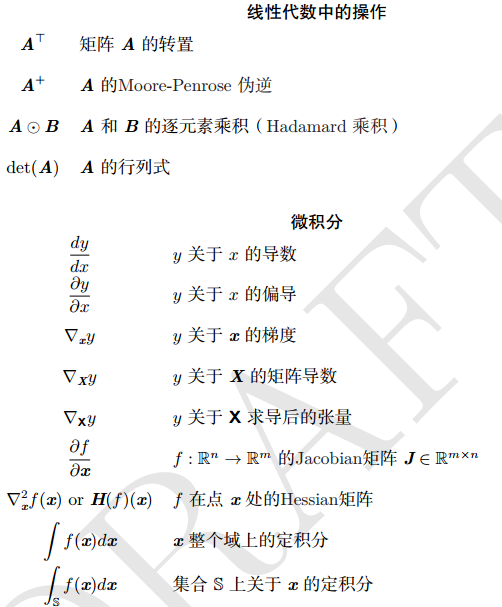 线性代数中的操作
A⊤ 矩阵 A 的转置
A+ A 的Moore-Penrose 伪逆
A ⊙ B A 和 B 的逐元素乘积（Hadamard 乘积）
det(A) A 的行列式
微积分
dy/dx y 关于 x 的导数
∂y/∂x y 关于 x 的偏导
∇ₓy y 关于 x 的梯度
∇_X y y 关于 X 的矩阵导数
∇_X y y 关于 X 求导后的张量
∂f/∂x f : ℝⁿ → ℝᵐ 的Jacobian矩阵 J ∈ ℝᵐˣⁿ
∇²ₓf(x) or H(f)(x) f 在点 x 处的Hessian矩阵
∫ f(x)dx x 整个域上的定积分
∫_𝕊 f(x)dx 集合 𝕊 上关于 x 的定积分
DRAFT